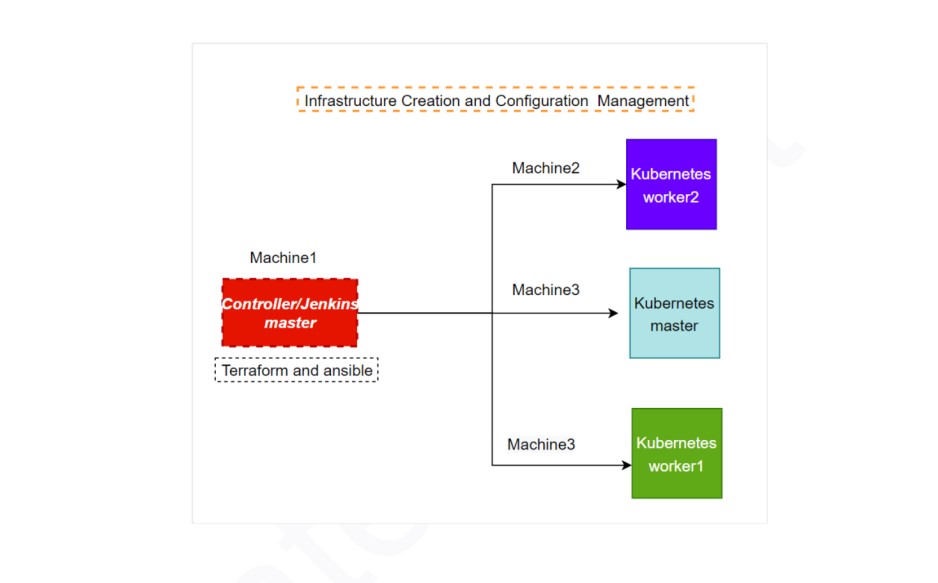 Infrastructure Creation and Configuration Management
Machine2
Kubernetes
worker2
Machine1
Controller/Jenkins
master
Terraform and ansible
Machine3
Kubernetes
master
Machine3
Kubernetes
worker1